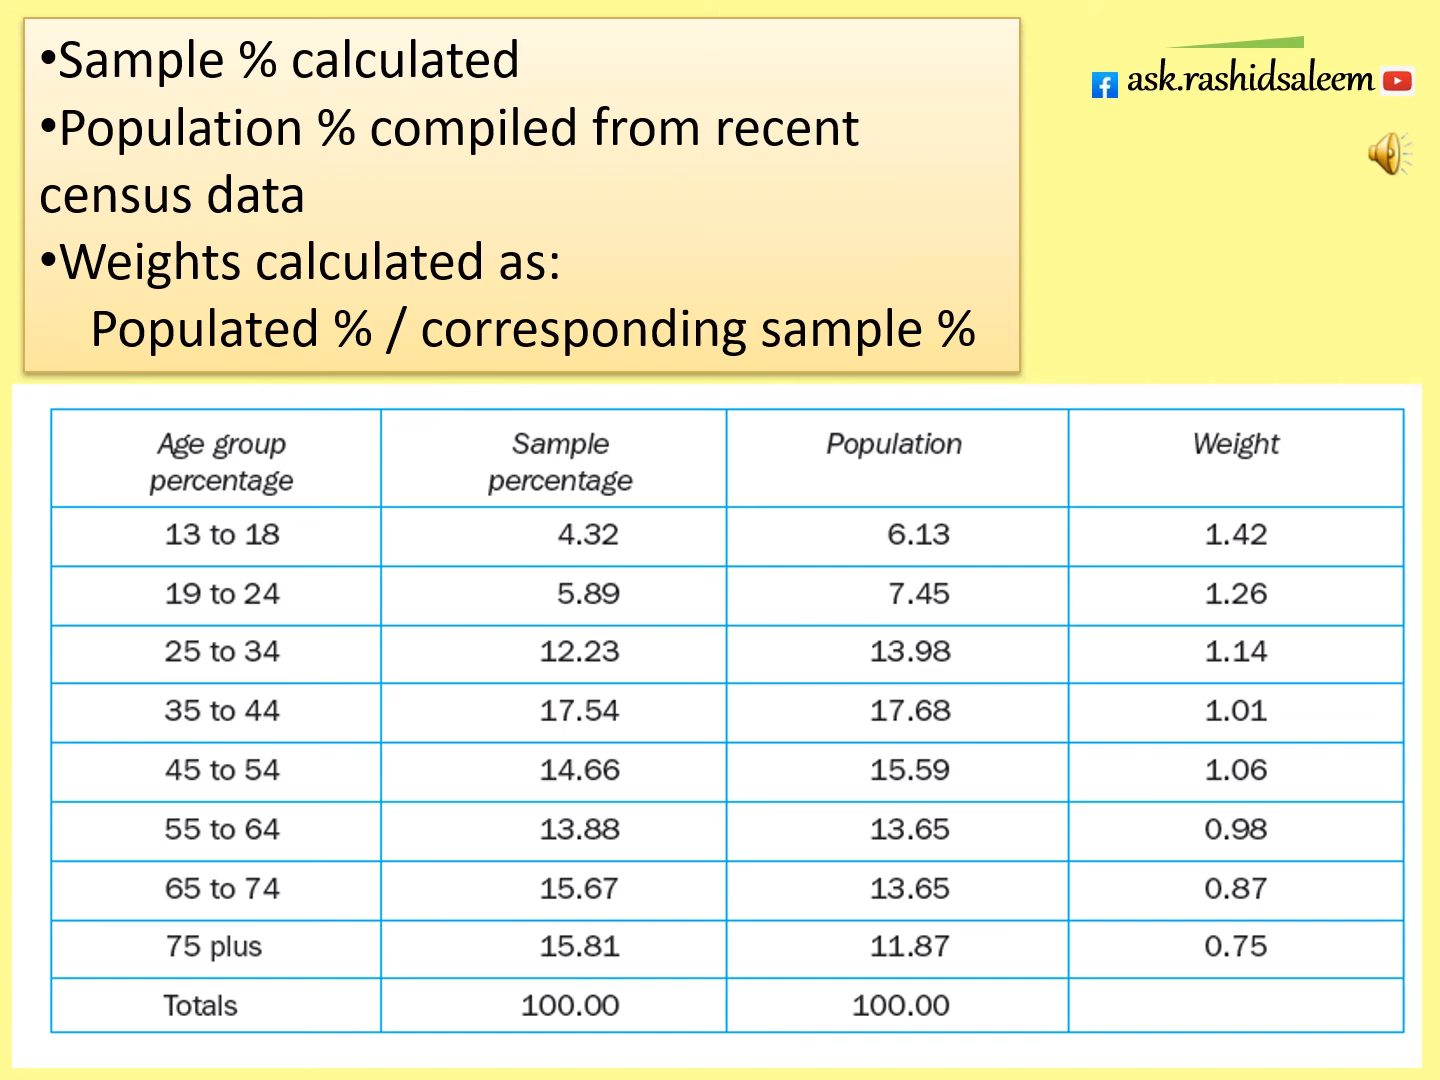 •Sample % calculated
•Population % compiled from recent
census data
•Weights calculated as:
Populated % / corresponding sample %
ask.rashidsaleem
Age group percentage Sample percentage Population Weight
13 to 18 4.32 6.13 1.42
19 to 24 5.89 7.45 1.26
25 to 34 12.23 13.98 1.14
35 to 44 17.54 17.68 1.01
45 to 54 14.66 15.59 1.06
55 to 64 13.88 13.65 0.98
65 to 74 15.67 13.65 0.87
75 plus 15.81 11.87 0.75
Totals 100.00 100.00